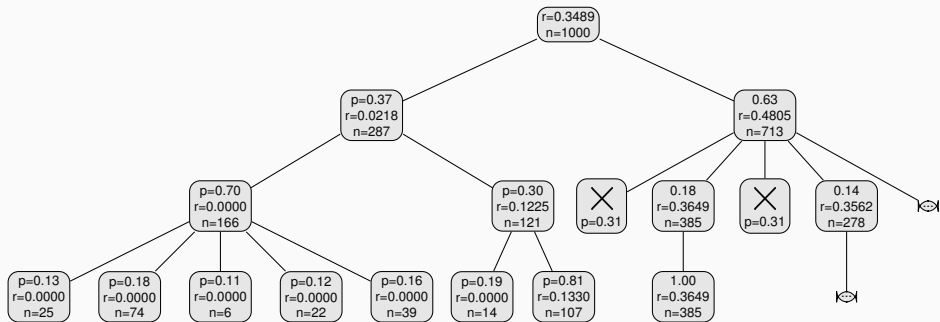 r=0.3489
n=1000
p=0.37
r=0.0218
n=287
0.63
r=0.4805
n=713
p=0.70
r=0.0000
n=166
p=0.30
r=0.1225
n=121
p=0.31
0.18
r=0.3649
n=385
p=0.31
0.14
r=0.3562
n=278
p=0.13
r=0.0000
n=25
p=0.18
r=0.0000
n=74
p=0.11
r=0.0000
n=6
p=0.12
r=0.0000
n=22
p=0.16
r=0.0000
n=39
p=0.19
r=0.0000
n=14
p=0.81
r=0.1330
n=107
1.00
r=0.3649
n=385